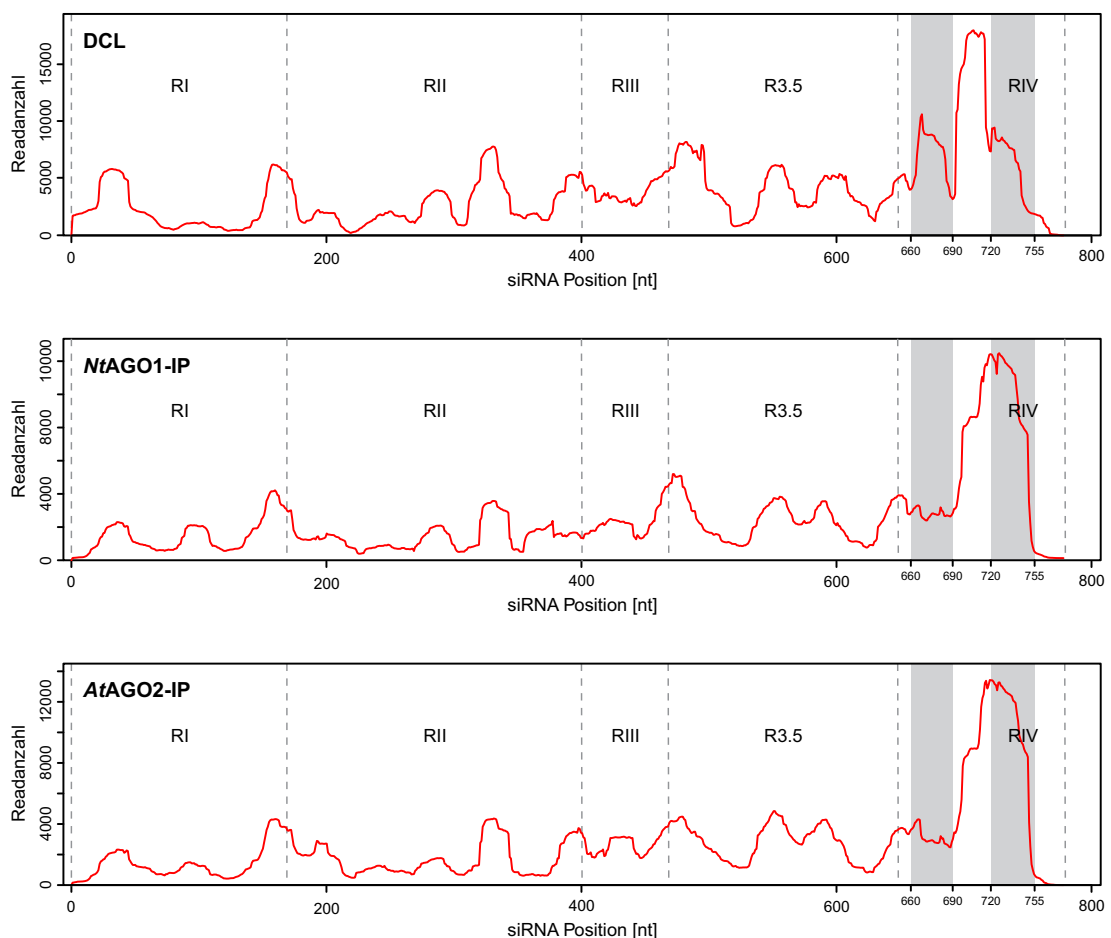 DCL
RI RII RIII R3.5 RIV
Readanzahl
0 5000 10000 15000
0 200 400 600 660 690 720 755 800
siRNA Position [nt]
NtAGO1-IP
RI RII RIII R3.5 RIV
Readanzahl
0 2000 4000 6000 8000 10000
0 200 400 600 660 690 720 755 800
siRNA Position [nt]
AtAGO2-IP
RI RII RIII R3.5 RIV
Readanzahl
0 4000 8000 12000
0 200 400 600 660 690 720 755 800
siRNA Position [nt]